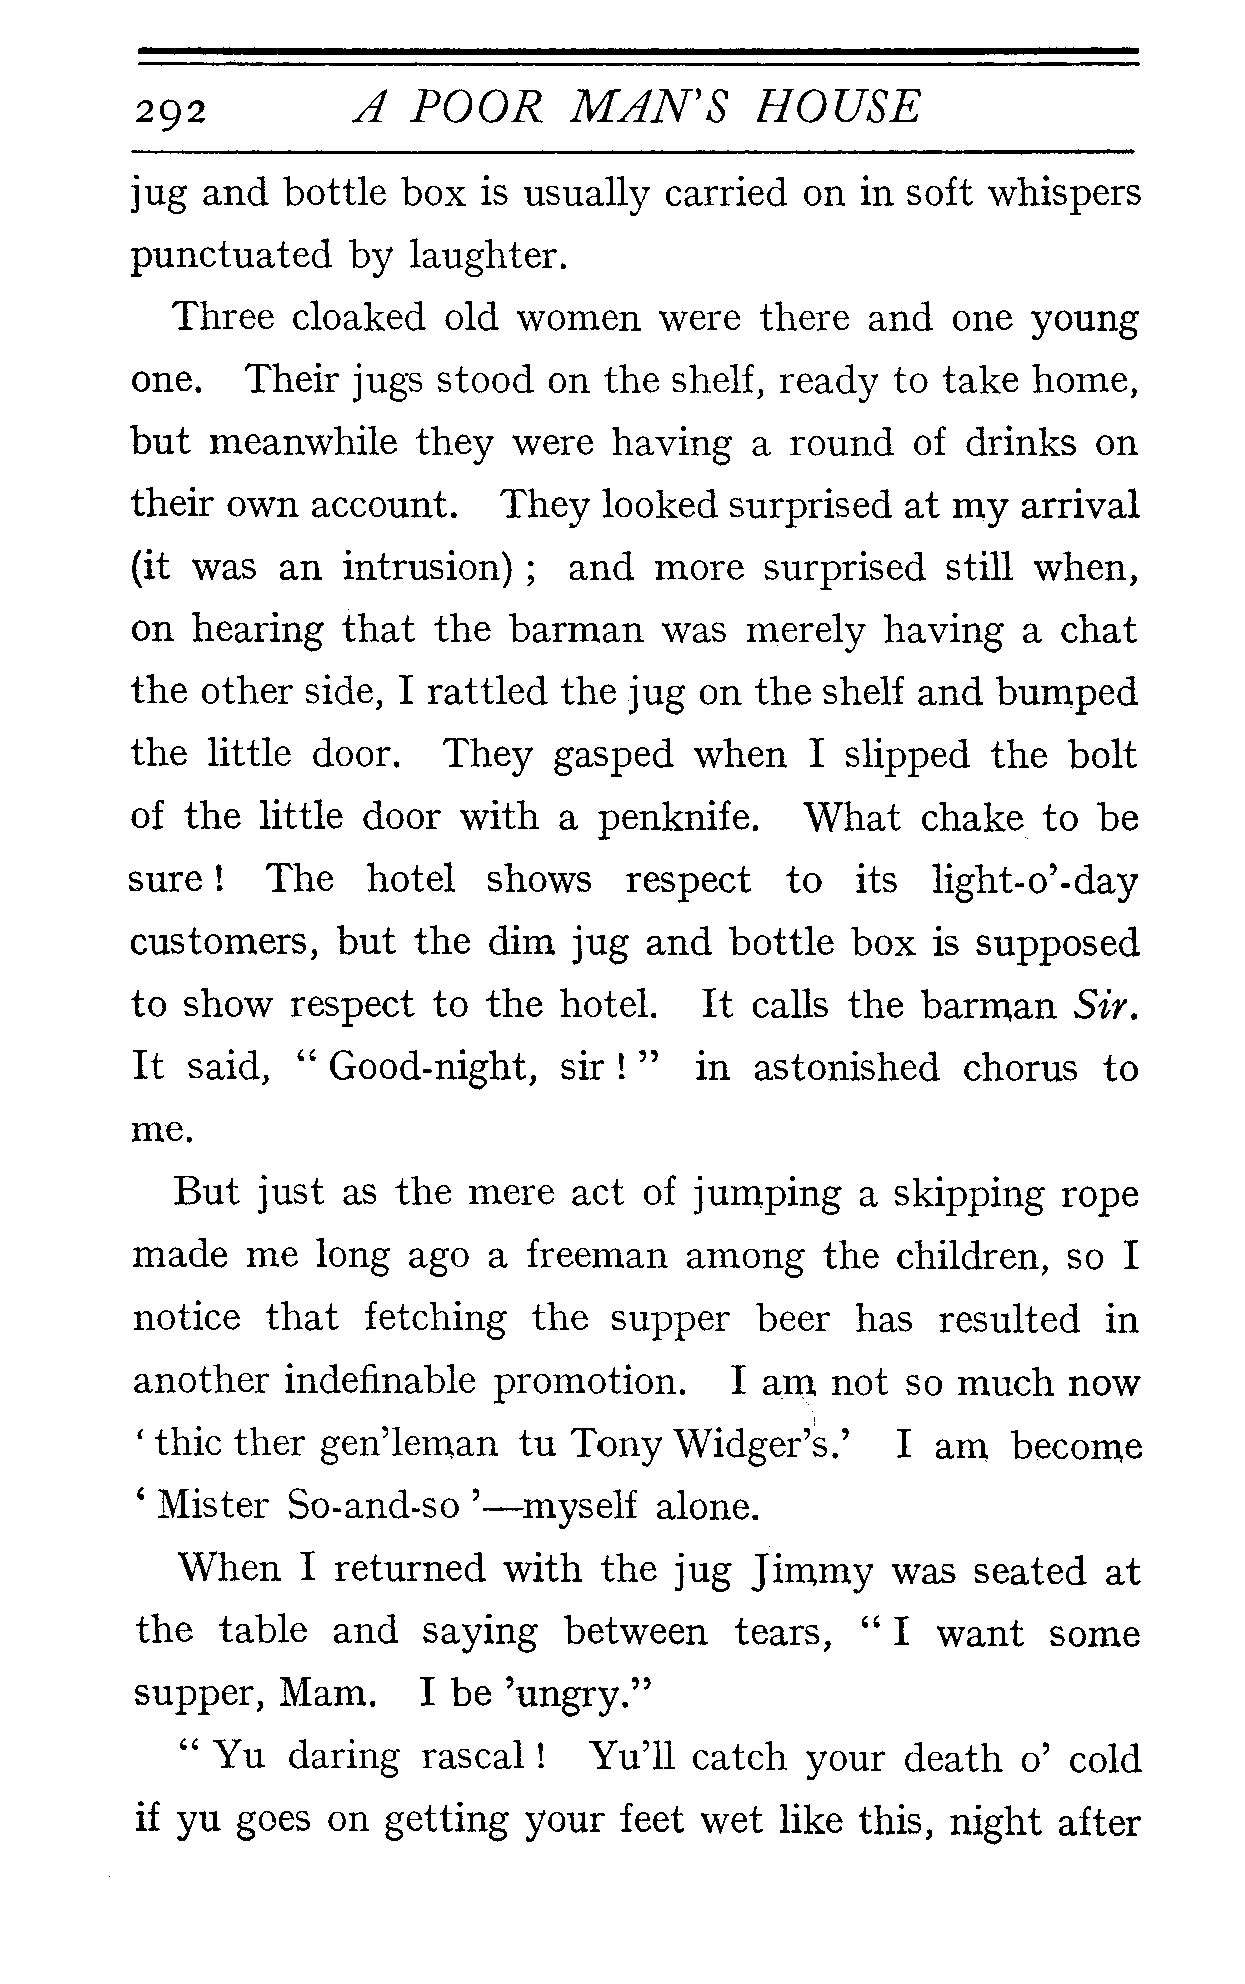 292 A POOR MAN'S HOUSE
jug and bottle box is usually carried on in soft whispers
punctuated by laughter.
Three cloaked old women were there and one young
one. Their jugs stood on the shelf, ready to take home,
but meanwhile they were having a round of drinks on
their own account. They looked surprised at my arrival
(it was an intrusion) ; and more surprised still when,
on hearing that the barman was merely having a chat
the other side, I rattled the jug on the shelf and bumped
the little door. They gasped when I slipped the bolt
of the little door with a penknife. What chake to be
sure ! The hotel shows respect to its light-o'-day
customers, but the dim jug and bottle box is supposed
to show respect to the hotel. It calls the barman Sir.
It said, “ Good-night, sir ! ” in astonished chorus to
me.
But just as the mere act of jumping a skipping rope
made me long ago a freeman among the children, so I
notice that fetching the supper beer has resulted in
another indefinable promotion. I am not so much now
‘ thic ther gen’leman tu Tony Widger’s.’ I am become
‘ Mister So-and-so ’—myself alone.
When I returned with the jug Jimmy was seated at
the table and saying between tears, “ I want some
supper, Mam. I be ’ungry.”
“ Yu daring rascal ! Yu’ll catch your death o’ cold
if yu goes on getting your feet wet like this, night after